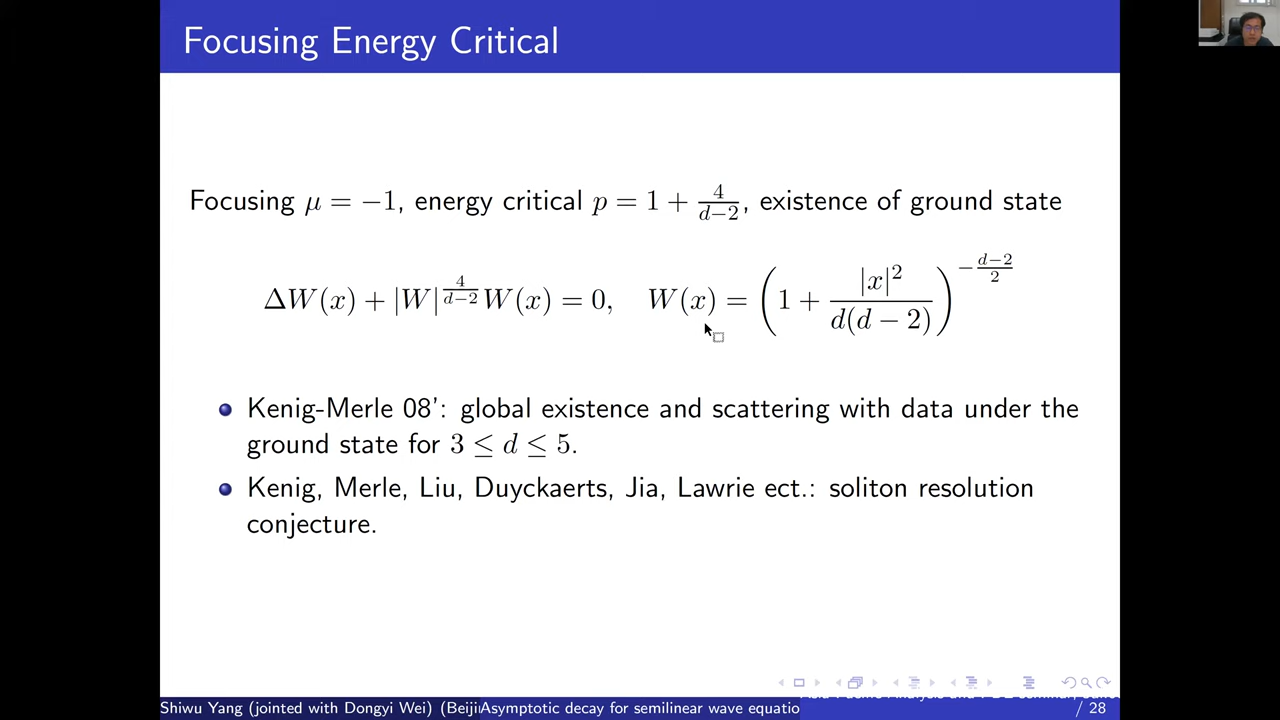 Focusing Energy Critical
Focusing μ = −1, energy critical p = 1 + 4/(d−2), existence of ground state
ΔW(x) + |W|^{4/(d−2)} W(x) = 0, W(x) = (1 + |x|²/(d(d − 2)))^{−(d−2)/2}
Kenig-Merle 08': global existence and scattering with data under the
ground state for 3 ≤ d ≤ 5.
Kenig, Merle, Liu, Duyckaerts, Jia, Lawrie ect.: soliton resolution
conjecture.
Shiwu Yang (jointed with Dongyi Wei) (Beiji Asymptotic decay for semilinear wave equatio / 28